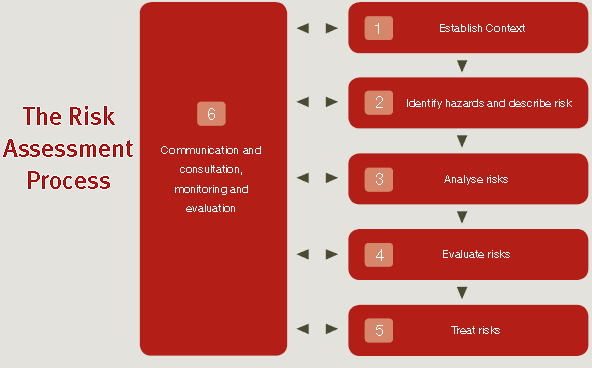 The Risk
Assessment
Process
6
Communication and
consultation,
monitoring and
evaluation
1
Establish Context
2
Identify hazards and describe risk
3
Analyse risks
4
Evaluate risks
5
Treat risks